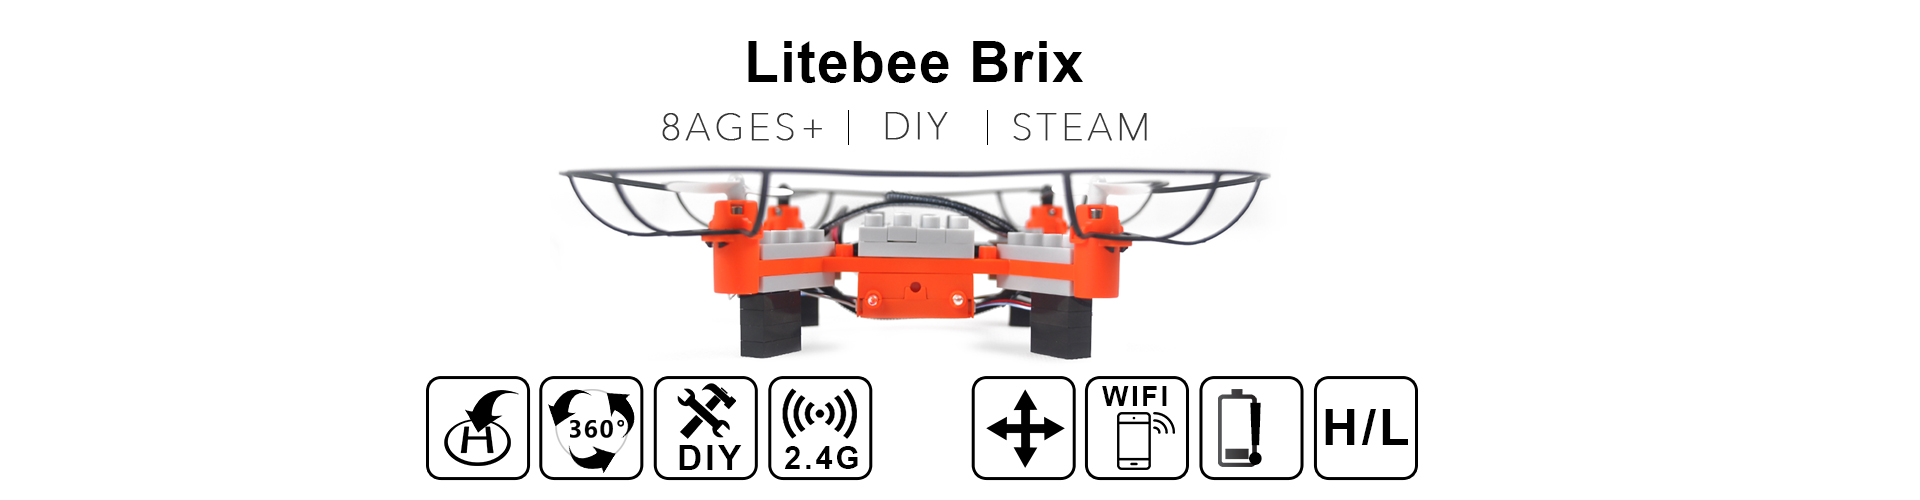 Litebee Brix
8AGES+ | DIY | STEAM
H
360°
DIY
2.4G
WIFI
H/L